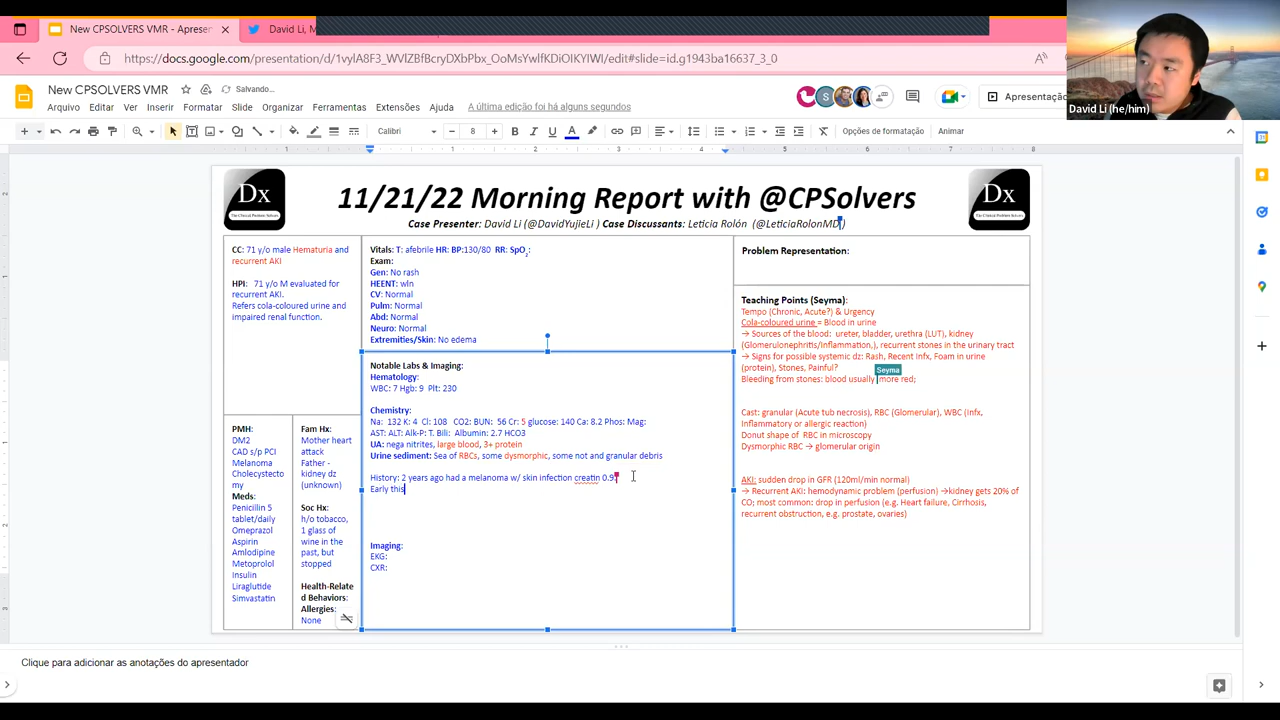 New CPSOLVERS VMR - Apresen
David Li, M
https://docs.google.com/presentation/d/
New CPSOLVERS VMR
Salvando...
Arquivo Editar Ver Inserir Formatar Slide Organizar Ferramentas Extensões Ajuda
A última edição foi há alguns segundos
Apresentação
David Li (he/him)
Calibri
8
Opções de formatação
Animar
Dx
The Clinical Problem Solvers
11/21/22 Morning Report with @CPSolvers
Case Presenter: David Li (@DavidYujieLi ) Case Discussants: Leticia Rolón (@LeticiaRolonMD)
Dx
The Clinical Problem Solvers
CC: 71 y/o male Hematuria and
recurrent AKI
HPI: 71 y/o M evaluated for
recurrent AKI.
Refers cola-coloured urine and
impaired renal function.
PMH:
DM2
CAD s/p PCI
Melanoma
Cholecystecto
my
Meds:
Penicillin 5
tablet/daily
Omeprazol
Aspirin
Amlodipine
Metoprolol
Insulin
Liraglutide
Simvastatin
Fam Hx:
Mother heart
attack
Father -
kidney dz
(unknown)
Soc Hx:
h/o tobacco,
1 glass of
wine in the
past, but
stopped
Health-Relate
d Behaviors:
Allergies:
None
Vitals: T: afebrile HR: BP:130/80 RR: SpO2:
Exam:
Gen: No rash
HEENT: wln
CV: Normal
Pulm: Normal
Abd: Normal
Neuro: Normal
Extremities/Skin: No edema
Notable Labs & Imaging:
Hematology:
WBC: 7 Hgb: 9 Plt: 230
Chemistry:
Na: 132 K: 4 Cl: 108 CO2: BUN: 56 Cr: 5 glucose: 140 Ca: 8.2 Phos: Mg:
AST: ALT: Alk-P: T. Bili: Albumin: 2.7 HCO3
UA: nega nitrites, large blood, 3+ protein
Urine sediment: Sea of RBCs, some dysmorphic, some not and granular debris
History: 2 years ago had a melanoma w/ skin infection creatin 0.9
Early this
Imaging:
EKG:
CXR:
Problem Representation:
Teaching Points (Seyma):
Tempo (Chronic, Acute?) & Urgency
Cola-coloured urine = Blood in urine
→ Sources of the blood: ureter, bladder, urethra (LUT), kidney
(Glomerulonephritis/Inflammation,), recurrent stones in the urinary tract
→ Signs for possible systemic dz: Rash, Recent Infx, Foam in urine
(protein), Stones, Painful?
Seyma
Bleeding from stones: blood usually more red;
Cast: granular (Acute tub necrosis), RBC (Glomerular), WBC (Infx,
Inflammatory or allergic reaction)
Donut shape of RBC in microscopy
Dysmorphic RBC → glomerular origin
AKI: sudden drop in GFR (120ml/min normal)
→ Recurrent AKI: hemodynamic problem (perfusion) →kidney gets 20% of
CO; most common: drop in perfusion (e.g. Heart failure, Cirrhosis,
recurrent obstruction, e.g. prostate, ovaries)
Clique para adicionar as anotações do apresentador